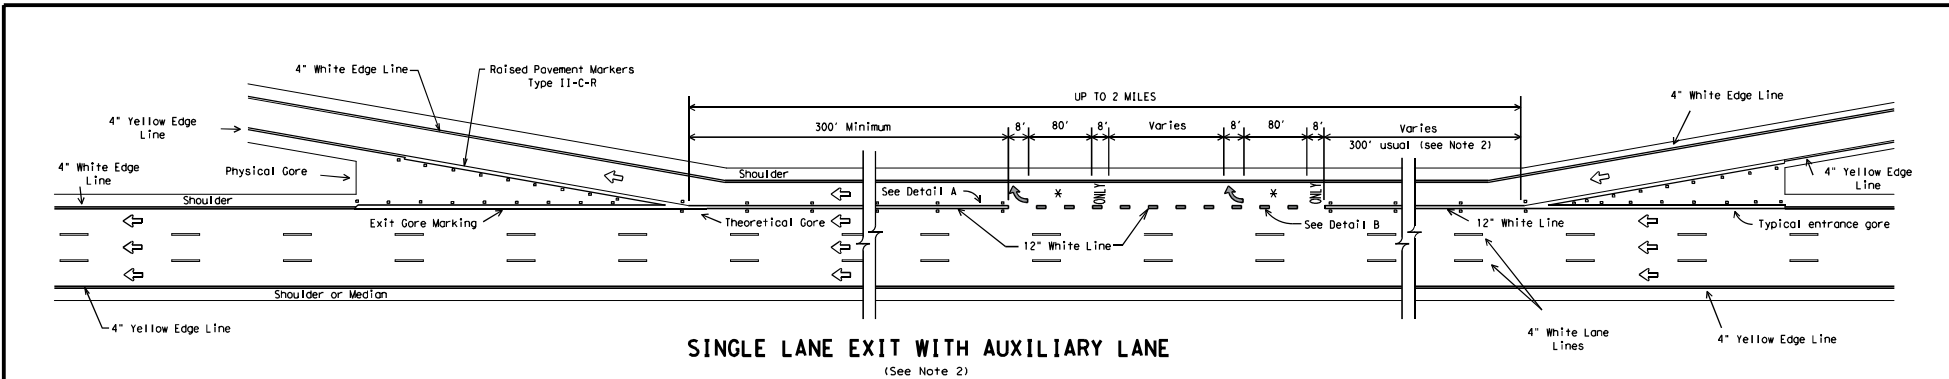 4" White Edge Line
Raised Pavement Markers
Type II-C-R
UP TO 2 MILES
4" White Edge Line
4" Yellow Edge
Line
300' Minimum
8'
80'
8'
Varies
8'
80'
8'
Varies
300' usual (see Note 2)
4" White Edge
Line
Physical Gore
Shoulder
See Detail A
*
ONLY
*
ONLY
4" Yellow Edge
Line
Shoulder
Exit Gore Marking
Theoretical Gore
12" White Line
See Detail B
12" White Line
Typical entrance gore
Shoulder or Median
4" Yellow Edge Line
4" White Lane
Lines
4" Yellow Edge Line
SINGLE LANE EXIT WITH AUXILIARY LANE
(See Note 2)